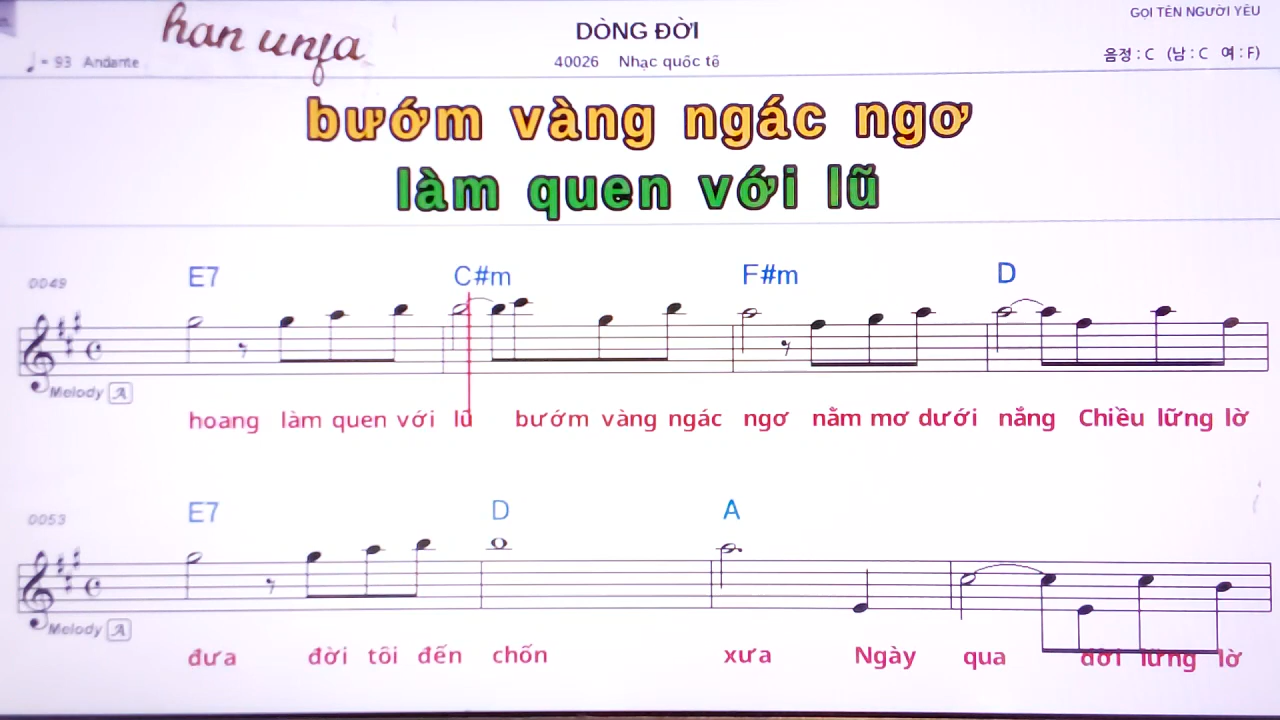 han unfa
DÒNG ĐỜI
GỌI TÊN NGƯỜI YÊU
♩ = 93 Andante
40026 Nhạc quốc tế
음정 : C (남 : C 여 : F)
bướm vàng ngác ngơ
làm quen với lũ
0049
E7 C#m F#m D
Melody A
hoang làm quen với lũ bướm vàng ngác ngơ nằm mơ dưới nắng Chiều lững lờ
0053
E7 D A
Melody A
đưa đời tôi đến chốn xưa Ngày qua đời lững lờ